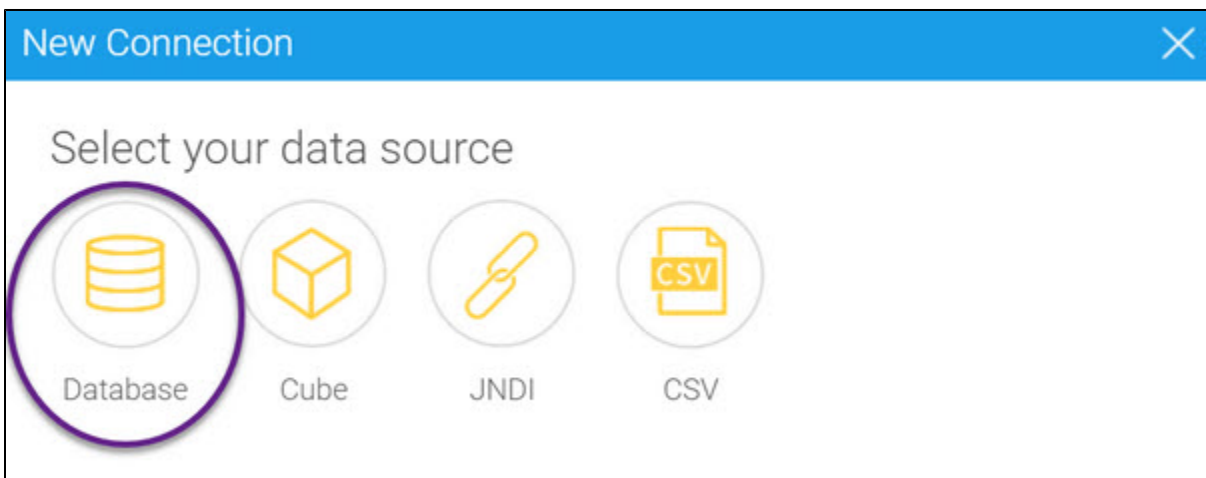 New Connection
Select your data source
CSV
Database Cube JNDI CSV